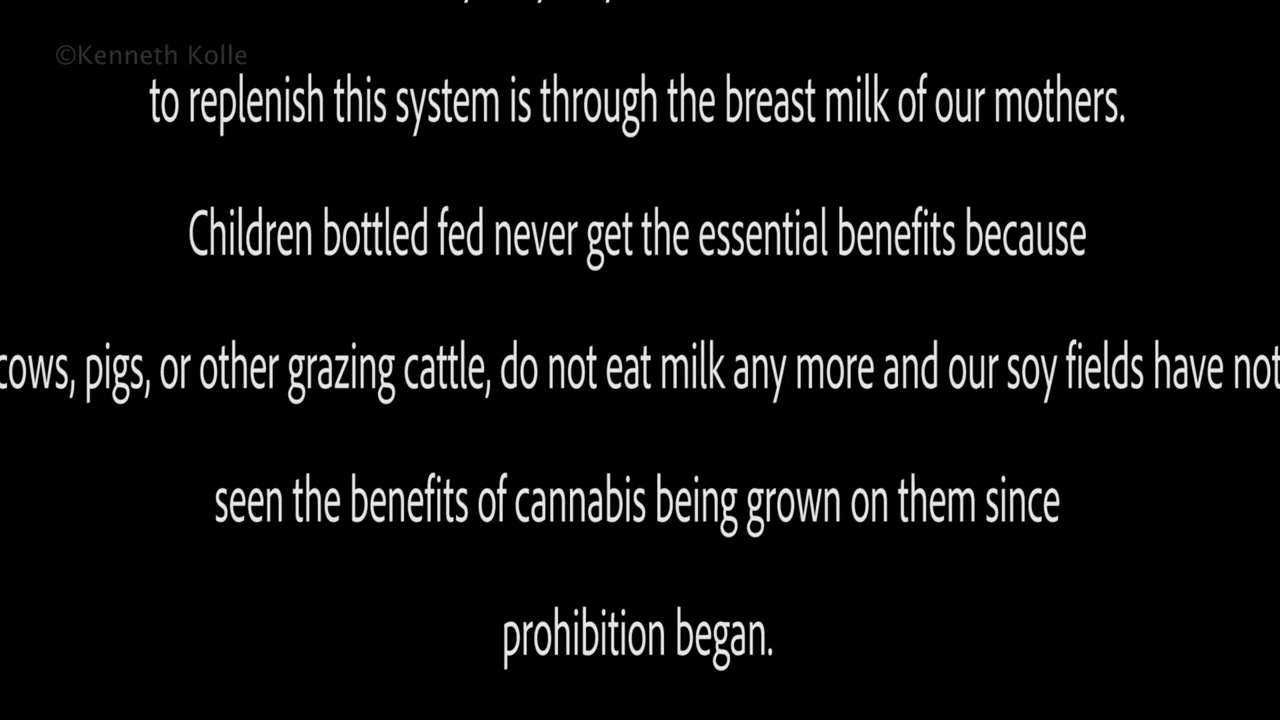 ©Kenneth Kolle
to replenish this system is through the breast milk of our mothers.
Children bottled fed never get the essential benefits because
cows, pigs, or other grazing cattle, do not eat milk any more and our soy fields have not
seen the benefits of cannabis being grown on them since
prohibition began.